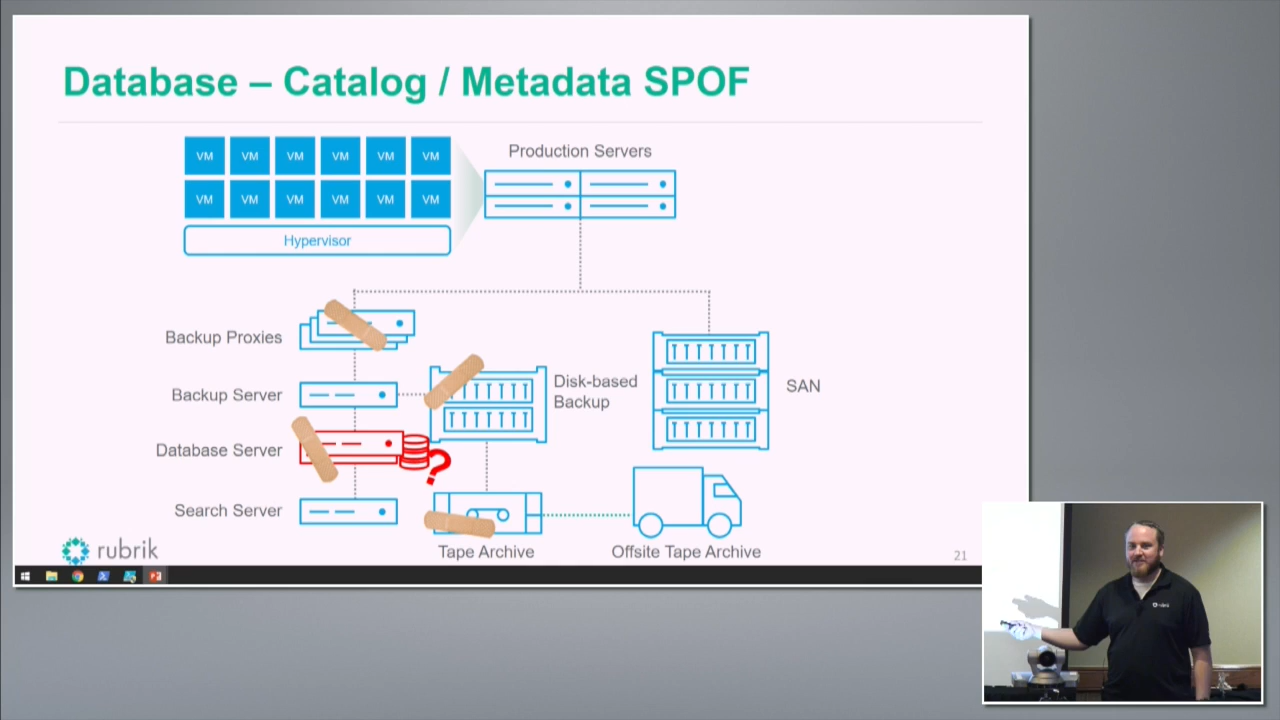 Database – Catalog / Metadata SPOF
VM VM VM VM VM VM
VM VM VM VM VM VM
Hypervisor
Production Servers
Backup Proxies
Backup Server
Disk-based
Backup
SAN
Database Server
?
Search Server
Tape Archive
Offsite Tape Archive
rubrik
21